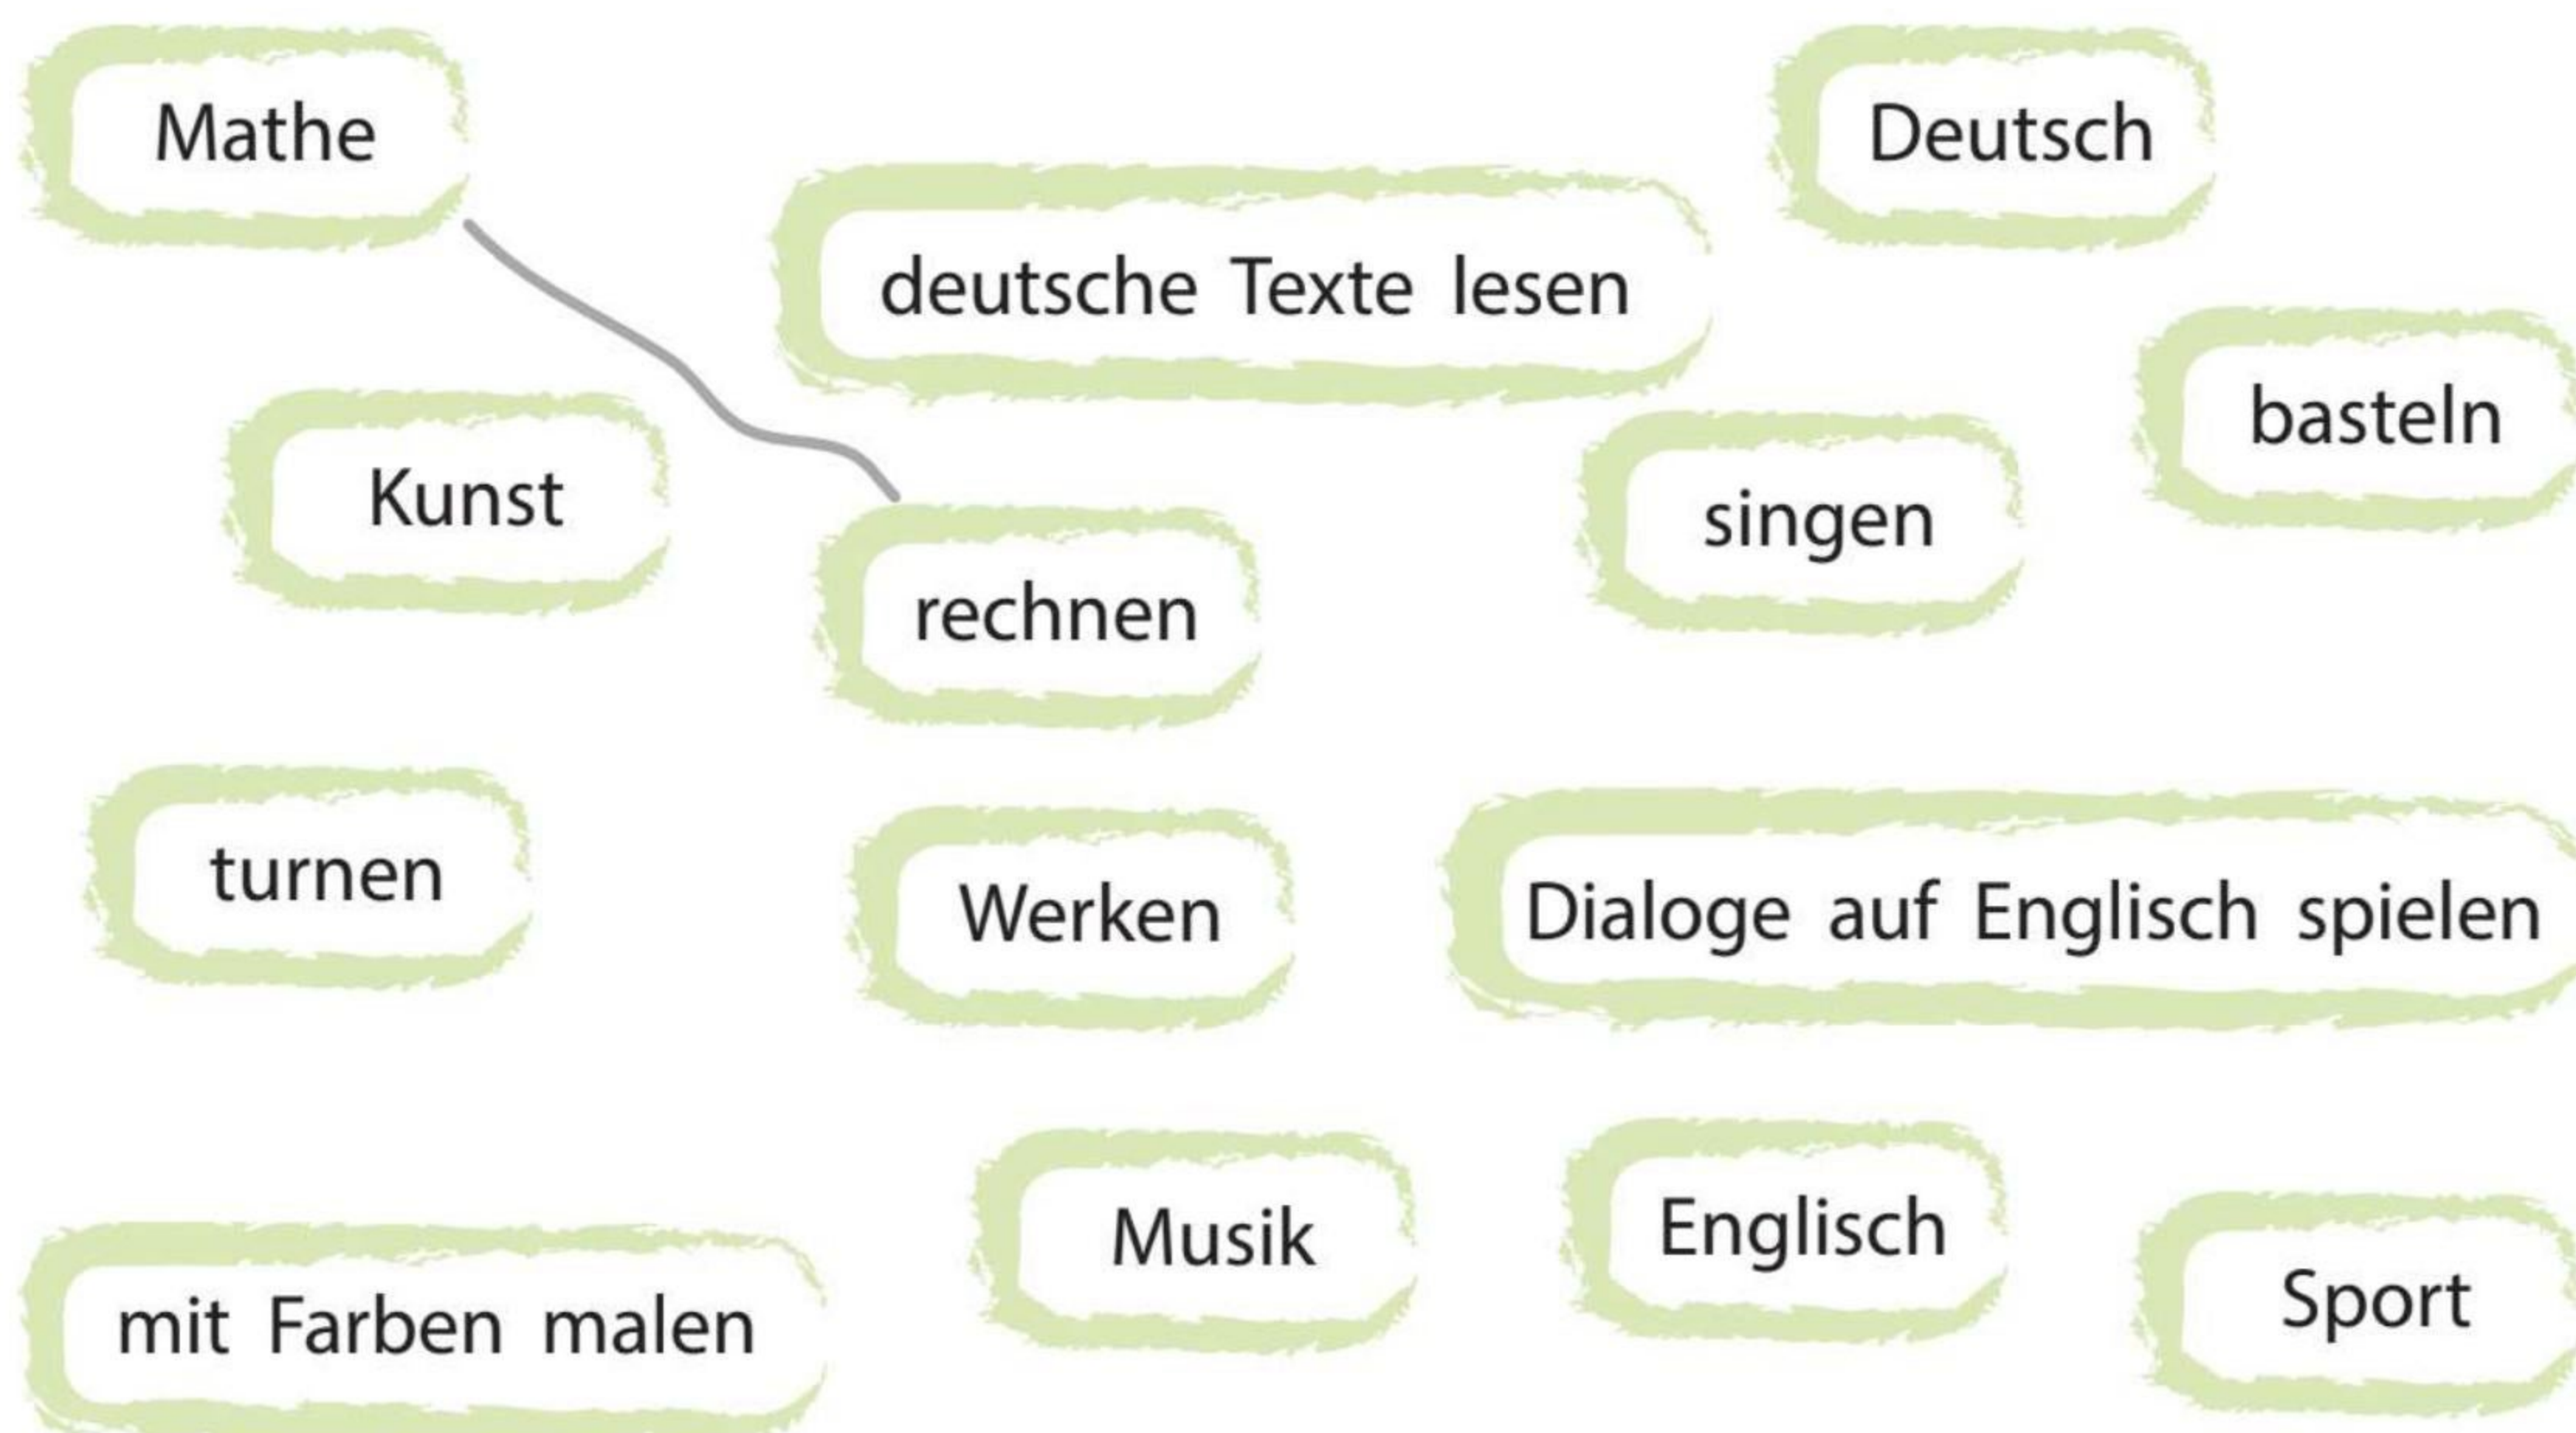 Mathe
Deutsch
deutsche Texte lesen
basteln
Kunst
singen
rechnen
turnen
Werken
Dialoge auf Englisch spielen
Musik
Englisch
Sport
mit Farben malen